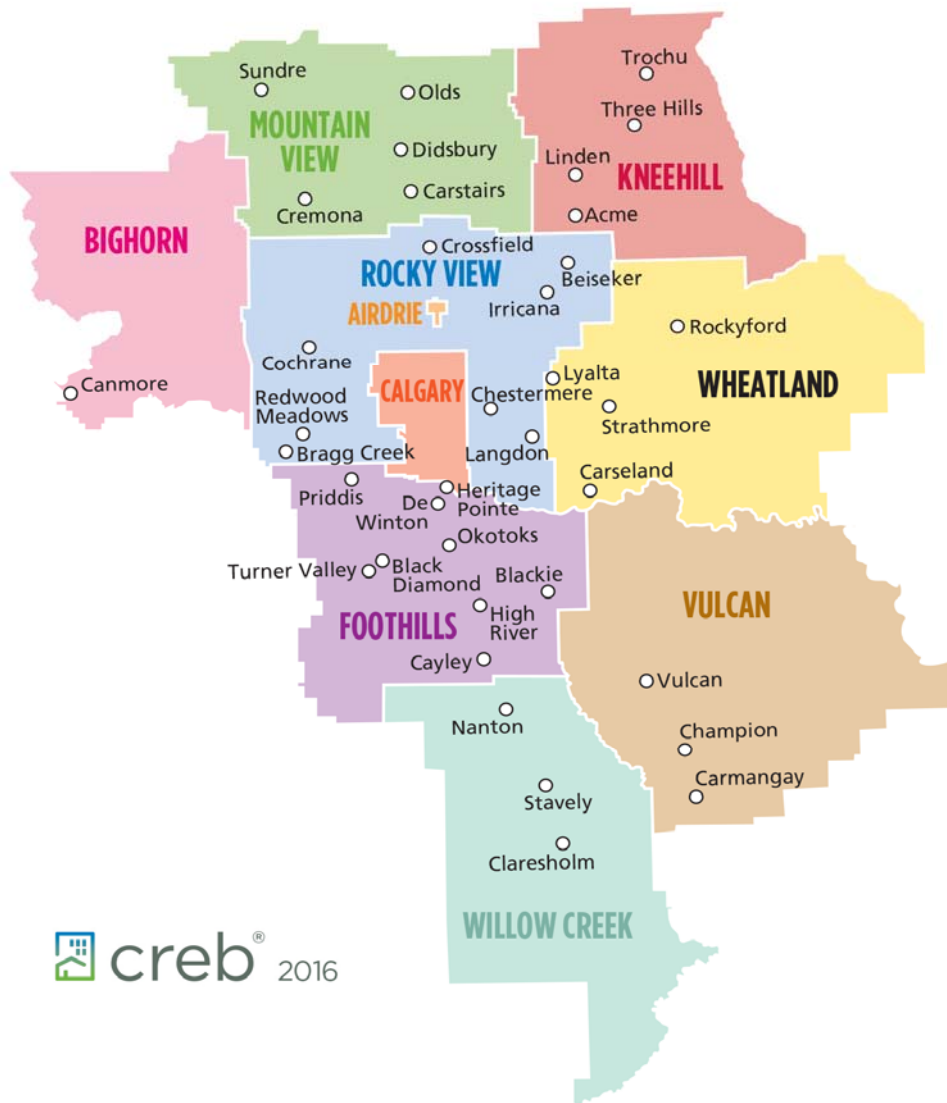 Sundre
Olds
MOUNTAIN
VIEW
Didsbury
Carstairs
Cremona
Trochu
Three Hills
Linden
KNEEHILL
Acme
BIGHORN
Canmore
Crossfield
ROCKY VIEW
Beiseker
Irricana
AIRDRIE
Cochrane
CALGARY
Chestermere
Redwood
Meadows
Bragg Creek
Langdon
Rockyford
Lyalta
WHEATLAND
Strathmore
Carseland
Priddis
Heritage
Pointe
De
Winton
Okotoks
Turner Valley
Black
Diamond
Blackie
FOOTHILLS
High
River
Cayley
VULCAN
Vulcan
Champion
Carmangay
Nanton
Stavely
Claresholm
WILLOW CREEK
creb® 2016